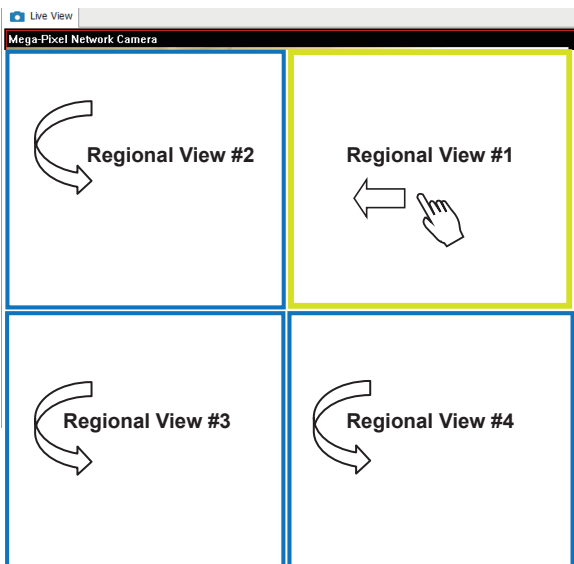 Live View
Mega-Pixel Network Camera
Regional View #2
Regional View #1
Regional View #3
Regional View #4